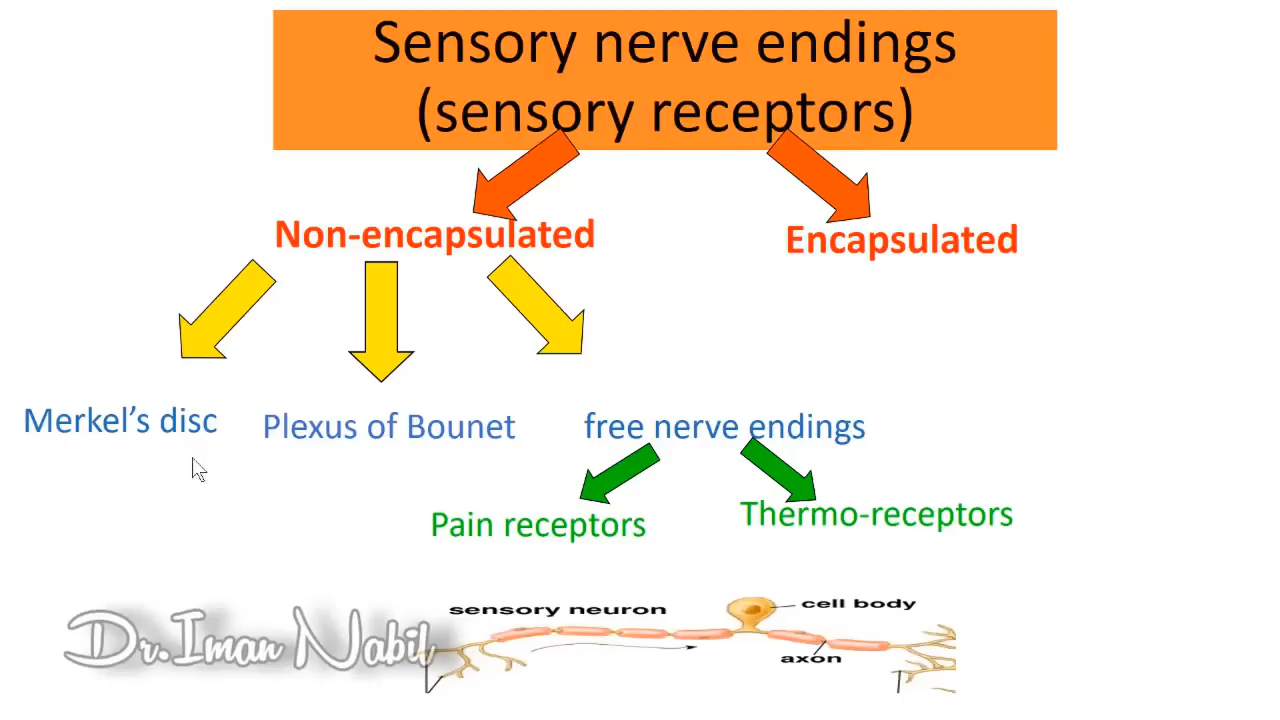 Sensory nerve endings
(sensory receptors)
Non-encapsulated
Encapsulated
Merkel’s disc
Plexus of Bounet
free nerve endings
Pain receptors
Thermo-receptors
sensory neuron
cell body
axon
Dr.Iman Nabil